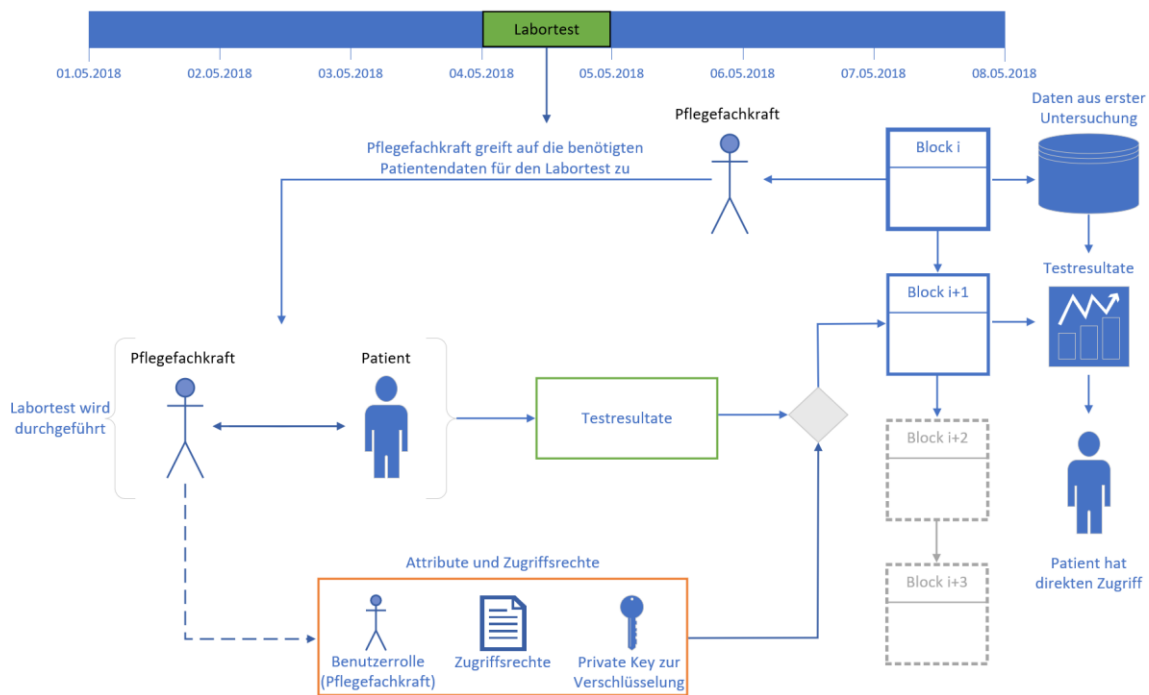 Labortest
01.05.2018
02.05.2018
03.05.2018
04.05.2018
05.05.2018
06.05.2018
07.05.2018
08.05.2018
Daten aus erster
Untersuchung
Pflegefachkraft
Pflegefachkraft greift auf die benötigten
Patientendaten für den Labortest zu
Block i
Testresultate
Block i+1
Pflegefachkraft
Patient
Labortest wird
durchgeführt
Testresultate
Block i+2
Attribute und Zugriffsrechte
Patient hat
direkten Zugriff
Block i+3
Benutzerrolle
(Pflegefachkraft)
Zugriffsrechte
Private Key zur
Verschlüsselung